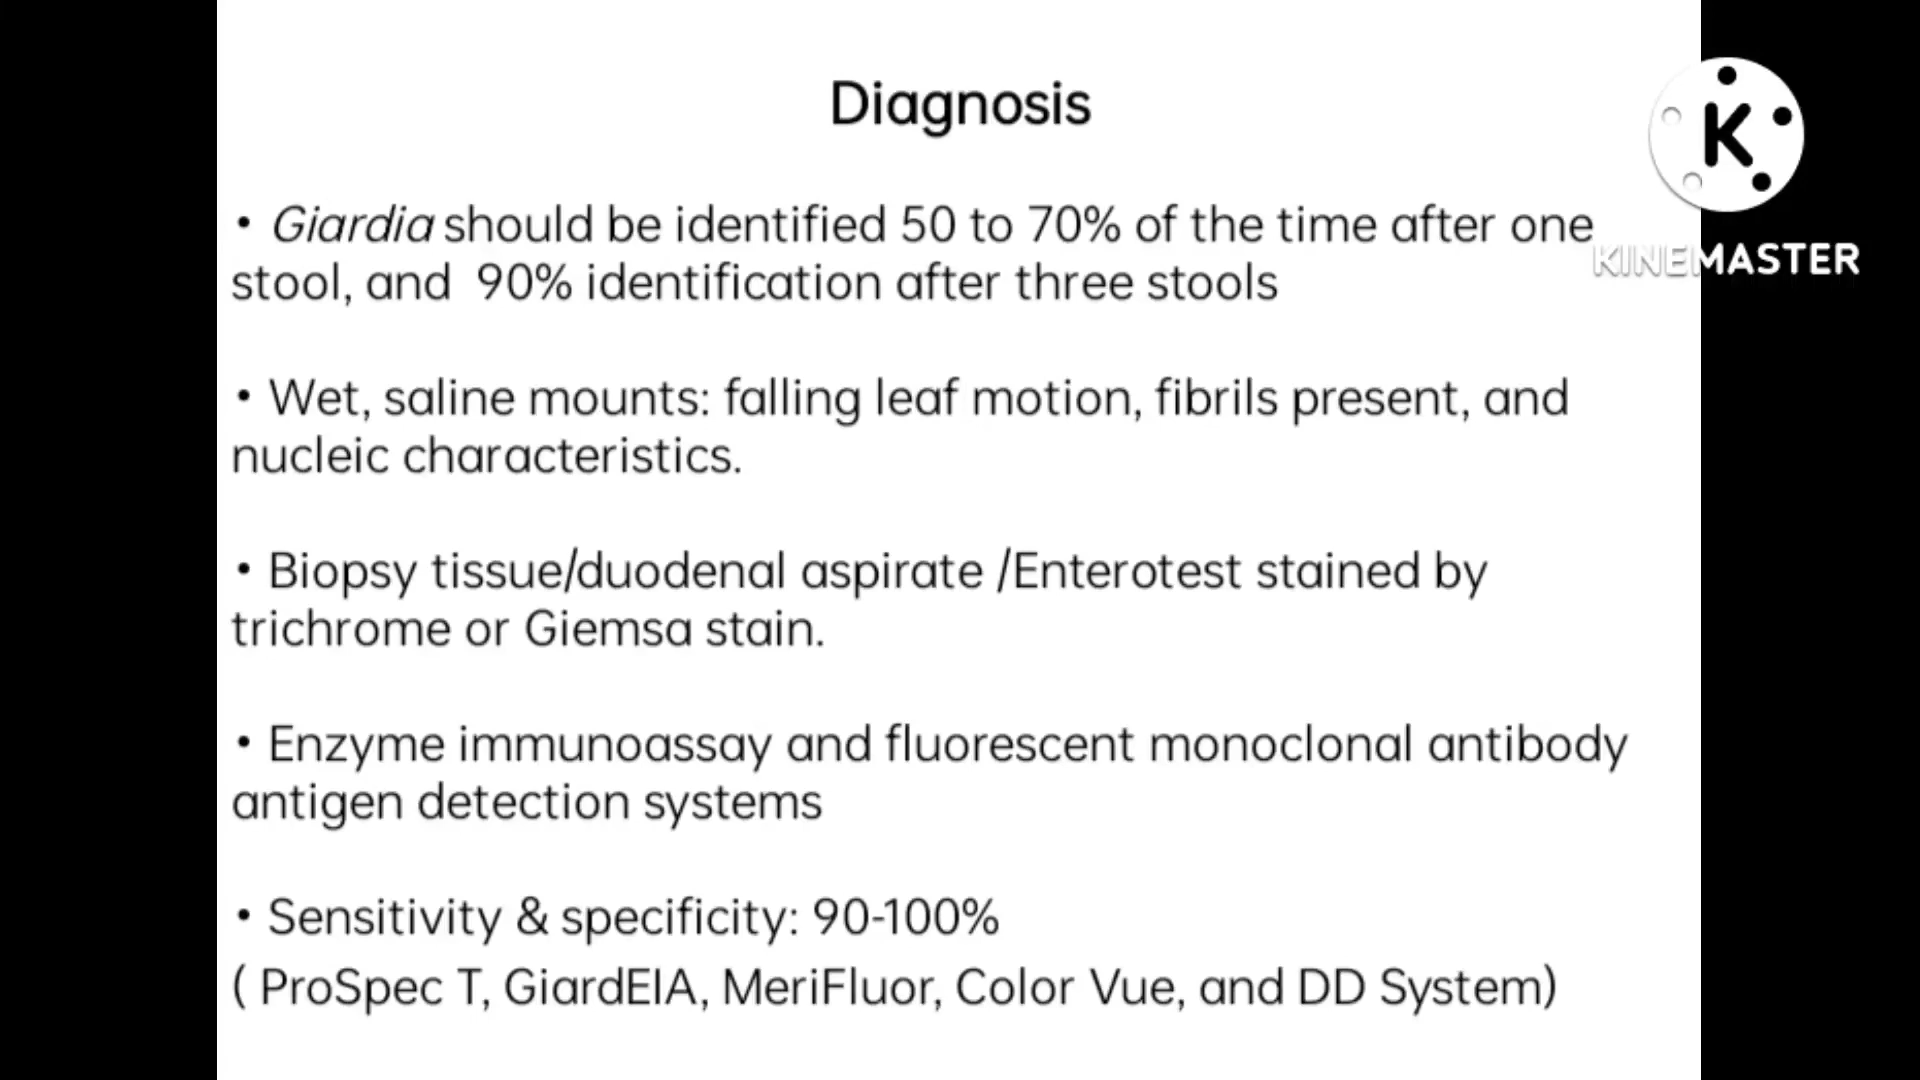 Diagnosis
• Giardia should be identified 50 to 70% of the time after one
stool, and 90% identification after three stools
• Wet, saline mounts: falling leaf motion, fibrils present, and
nucleic characteristics.
• Biopsy tissue/duodenal aspirate /Enterotest stained by
trichrome or Giemsa stain.
• Enzyme immunoassay and fluorescent monoclonal antibody
antigen detection systems
• Sensitivity & specificity: 90-100%
( ProSpec T, GiardEIA, MeriFluor, Color Vue, and DD System)
K
KINEMASTER